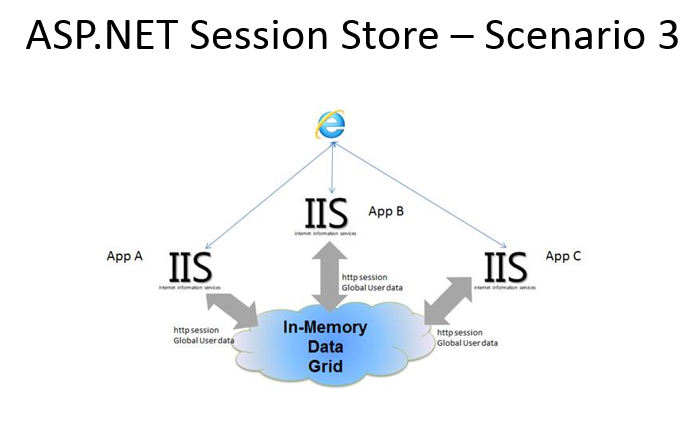 ASP.NET Session Store – Scenario 3
IIS
internet information services
App B
App A
IIS
internet information services
IIS
internet information services
App C
http session
Global User data
http session
Global User data
In-Memory
Data
Grid
http session
Global User data